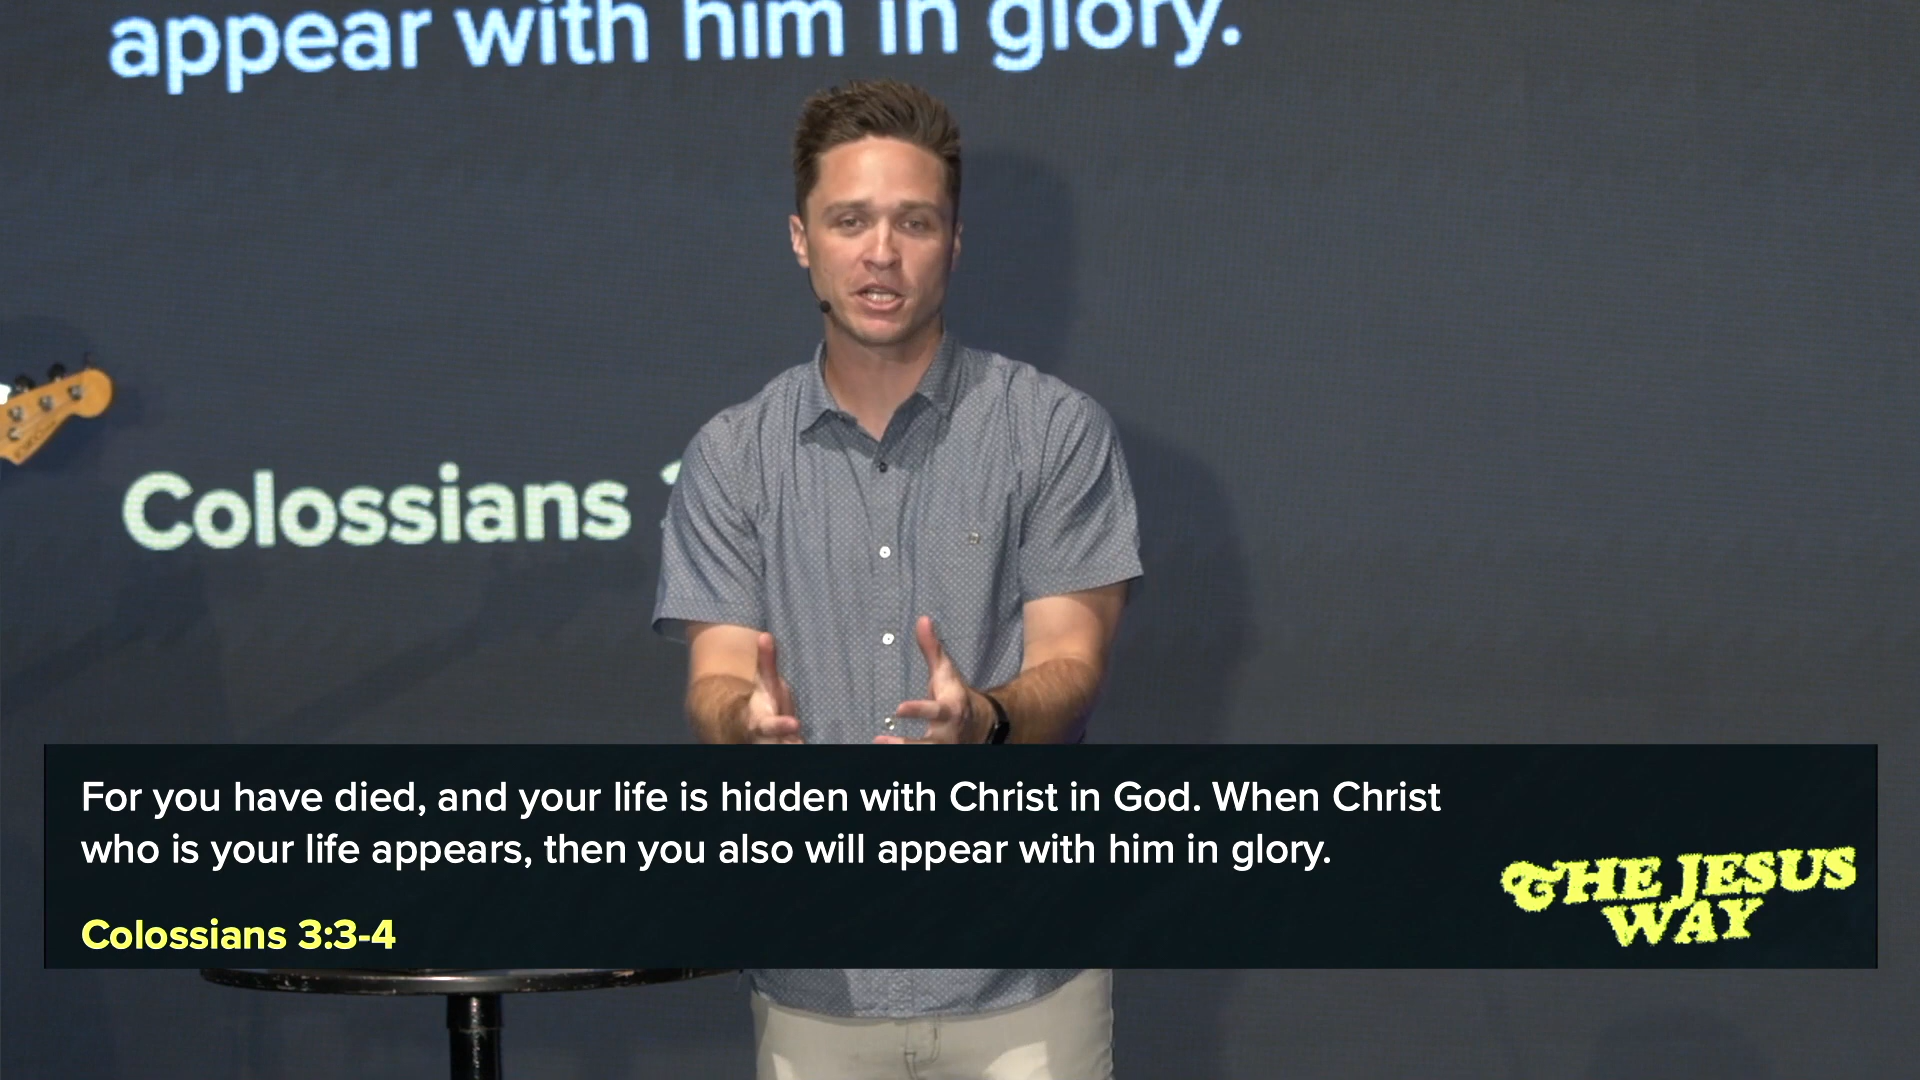 appear with him in glory.
Colossians
For you have died, and your life is hidden with Christ in God. When Christ
who is your life appears, then you also will appear with him in glory.
Colossians 3:3-4
THE JESUS
WAY